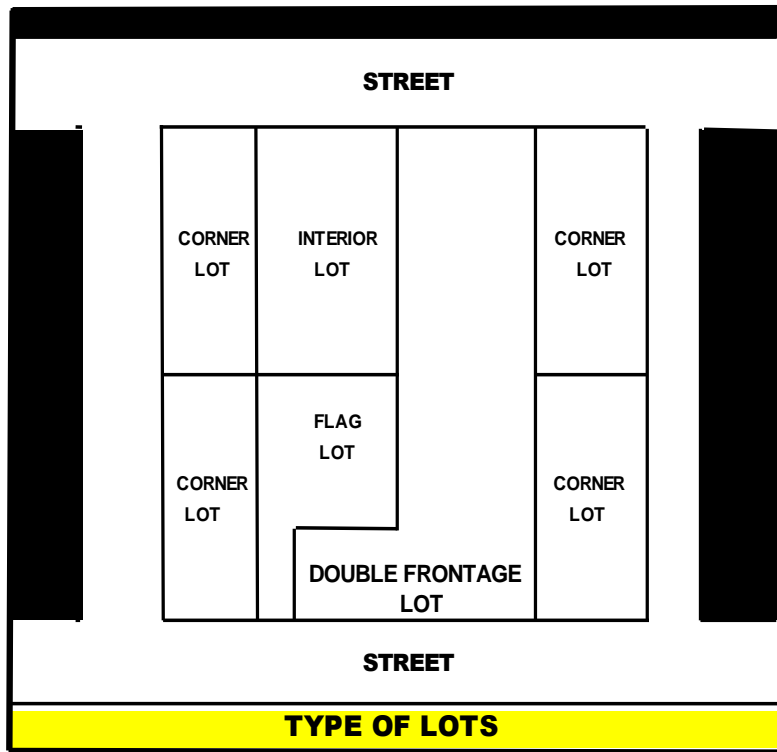 STREET
CORNER
LOT
INTERIOR
LOT
CORNER
LOT
FLAG
LOT
CORNER
LOT
CORNER
LOT
DOUBLE FRONTAGE
LOT
STREET
TYPE OF LOTS